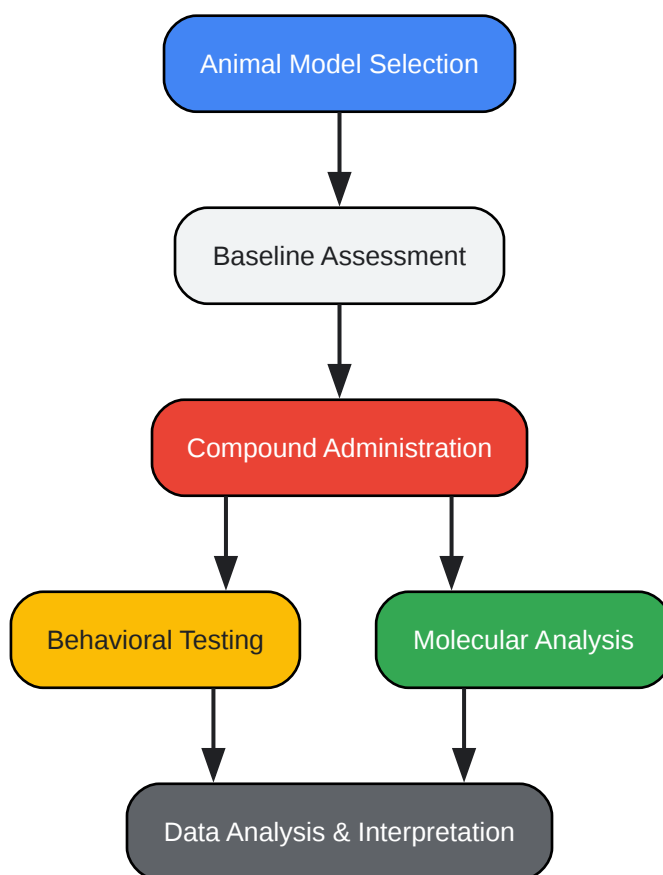 Animal Model Selection
Baseline Assessment
Compound Administration
Behavioral Testing
Molecular Analysis
Data Analysis & Interpretation